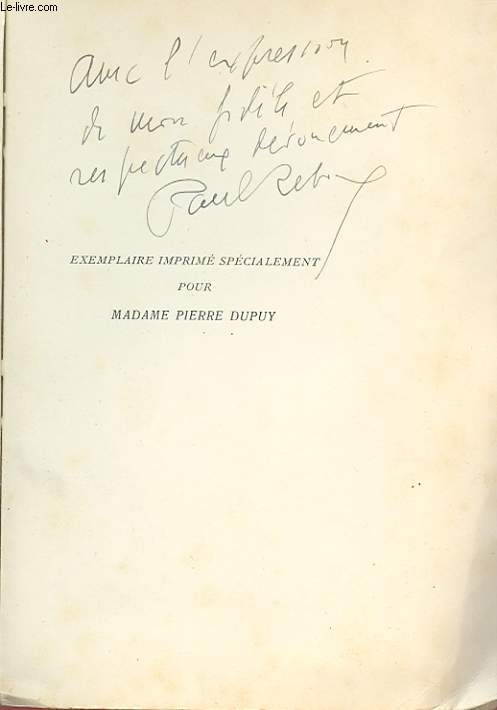 Le-livre.com
Avec l'expression
de mon fidèle et
respectueux dévouement
Paul Reboux
EXEMPLAIRE IMPRIMÉ SPÉCIALEMENT
POUR
MADAME PIERRE DUPUY